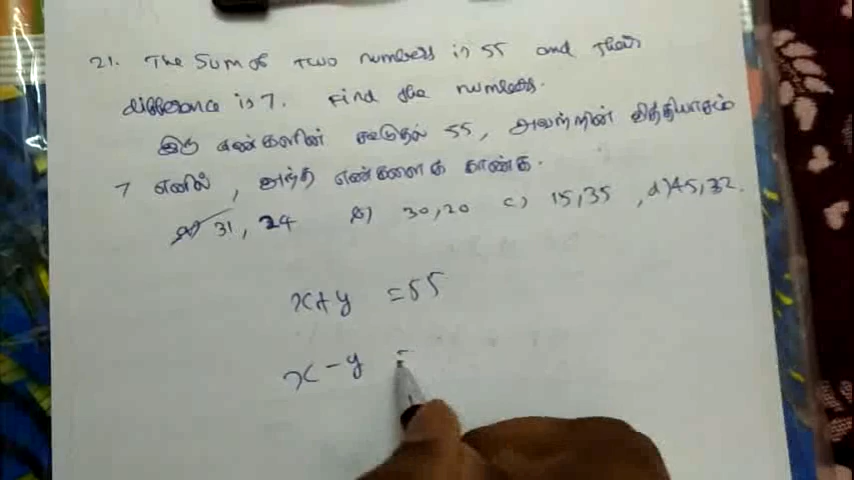 21. The Sum of Two numbers is 55 and their
difference is 7. Find the numbers.
இரு எண்களின் கூடுதல் 55, அவற்றின் வித்தியாசம்
7 எனில், அந்த எண்களைக் காண்க.
a) 31, 24 b) 30,20 c) 15,35 , d) 45,32.
x+y =55
x-y =